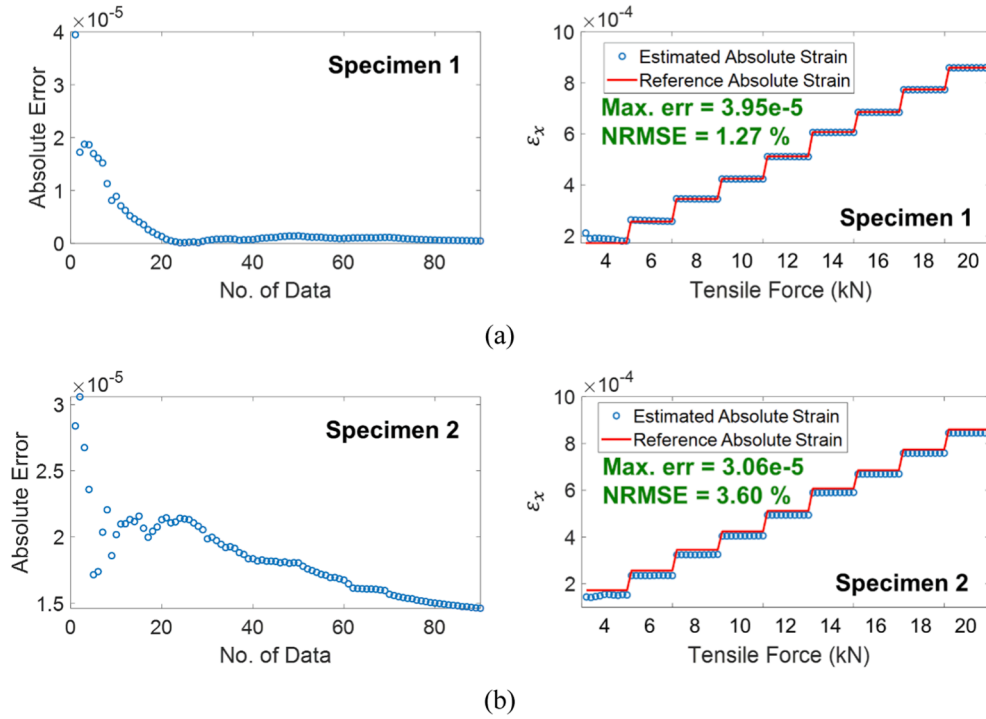 (a)
×10⁻⁵
4
3
2
1
0
0
20
40
60
80
Absolute Error
No. of Data
Specimen 1
×10⁻⁴
8
6
4
2
4
6
8
10
12
14
16
18
20
εx
Tensile Force (kN)
Estimated Absolute Strain
Reference Absolute Strain
Max. err = 3.95e-5
NRMSE = 1.27 %
Specimen 1
(a)
×10⁻⁵
3
2.5
2
1.5
0
20
40
60
80
Absolute Error
No. of Data
Specimen 2
×10⁻⁴
8
6
4
2
4
6
8
10
12
14
16
18
20
εx
Tensile Force (kN)
Estimated Absolute Strain
Reference Absolute Strain
Max. err = 3.06e-5
NRMSE = 3.60 %
Specimen 2
(b)